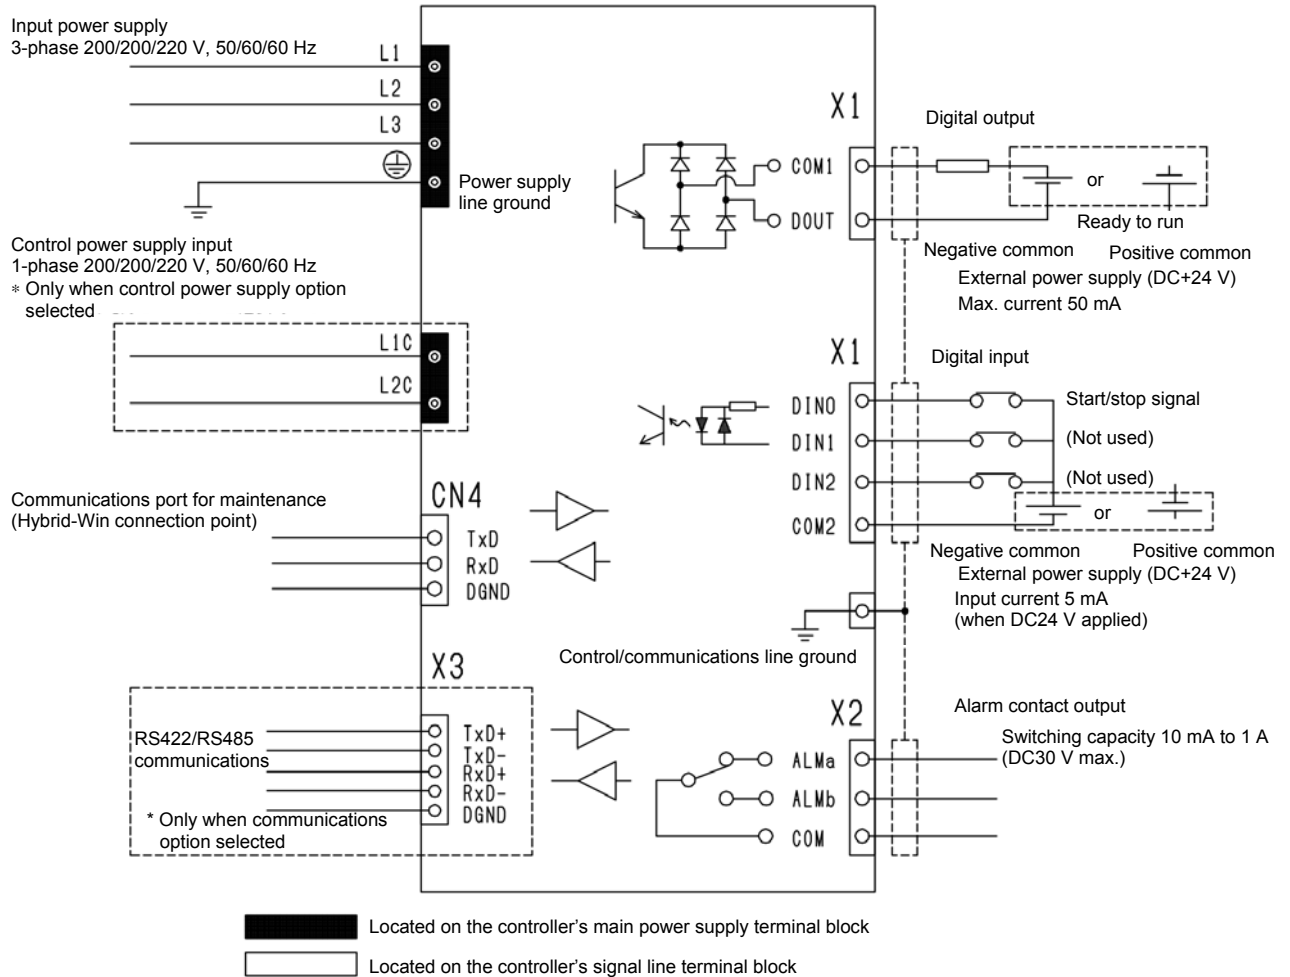 Input power supply
3-phase 200/200/220 V, 50/60/60 Hz
L1
L2
L3
Power supply
line ground
Control power supply input
1-phase 200/200/220 V, 50/60/60 Hz
* Only when control power supply option
selected
L1C
L2C
Communications port for maintenance
(Hybrid-Win connection point)
CN4
TxD
RxD
DGND
X3
RS422/RS485
communications
TxD+
TxD-
RxD+
RxD-
DGND
* Only when communications
option selected
X1
Digital output
COM1
DOUT
or
Ready to run
Negative common
Positive common
External power supply (DC+24 V)
Max. current 50 mA
X1
Digital input
DIN0
DIN1
DIN2
COM2
Start/stop signal
(Not used)
(Not used)
or
Negative common
Positive common
External power supply (DC+24 V)
Input current 5 mA
(when DC24 V applied)
Control/communications line ground
X2
Alarm contact output
Switching capacity 10 mA to 1 A
(DC30 V max.)
ALMa
ALMb
COM
Located on the controller's main power supply terminal block
Located on the controller's signal line terminal block